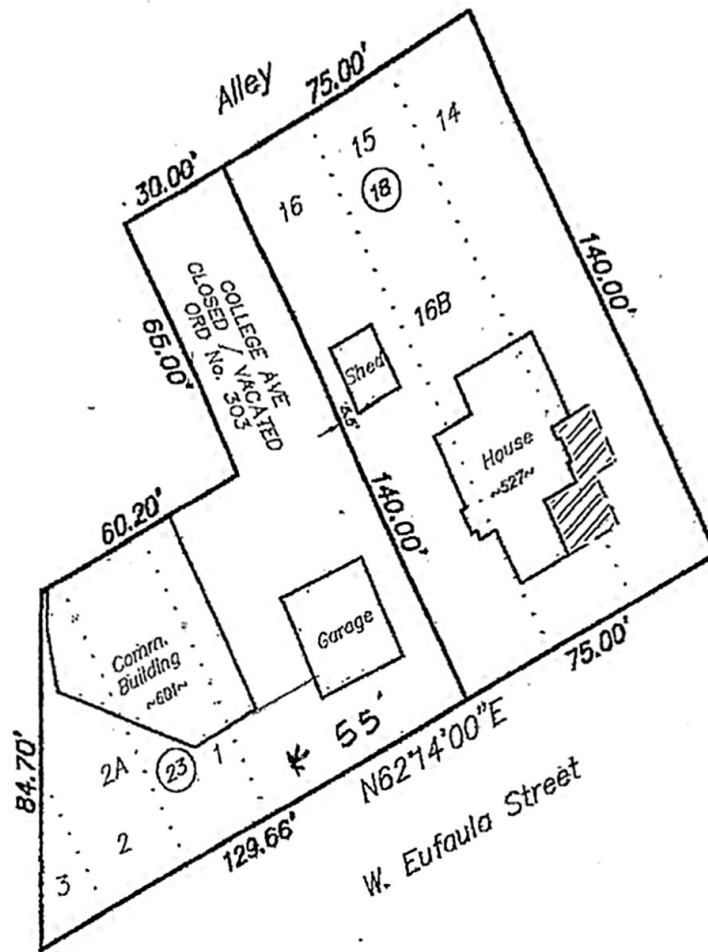 Alley
75.00'
30.00'
14
15
18
16
140.00'
COLLEGE AVE
CLOSED / VACATED
ORD No. 303
65.00'
16B
Shed
5.5'
House
~527~
60.20'
140.00'
Garage
Comm.
Building
~601~
75.00'
55'
N62°14'00"E
84.70'
2A
23
1
129.66'
2
3
W. Eufaula Street